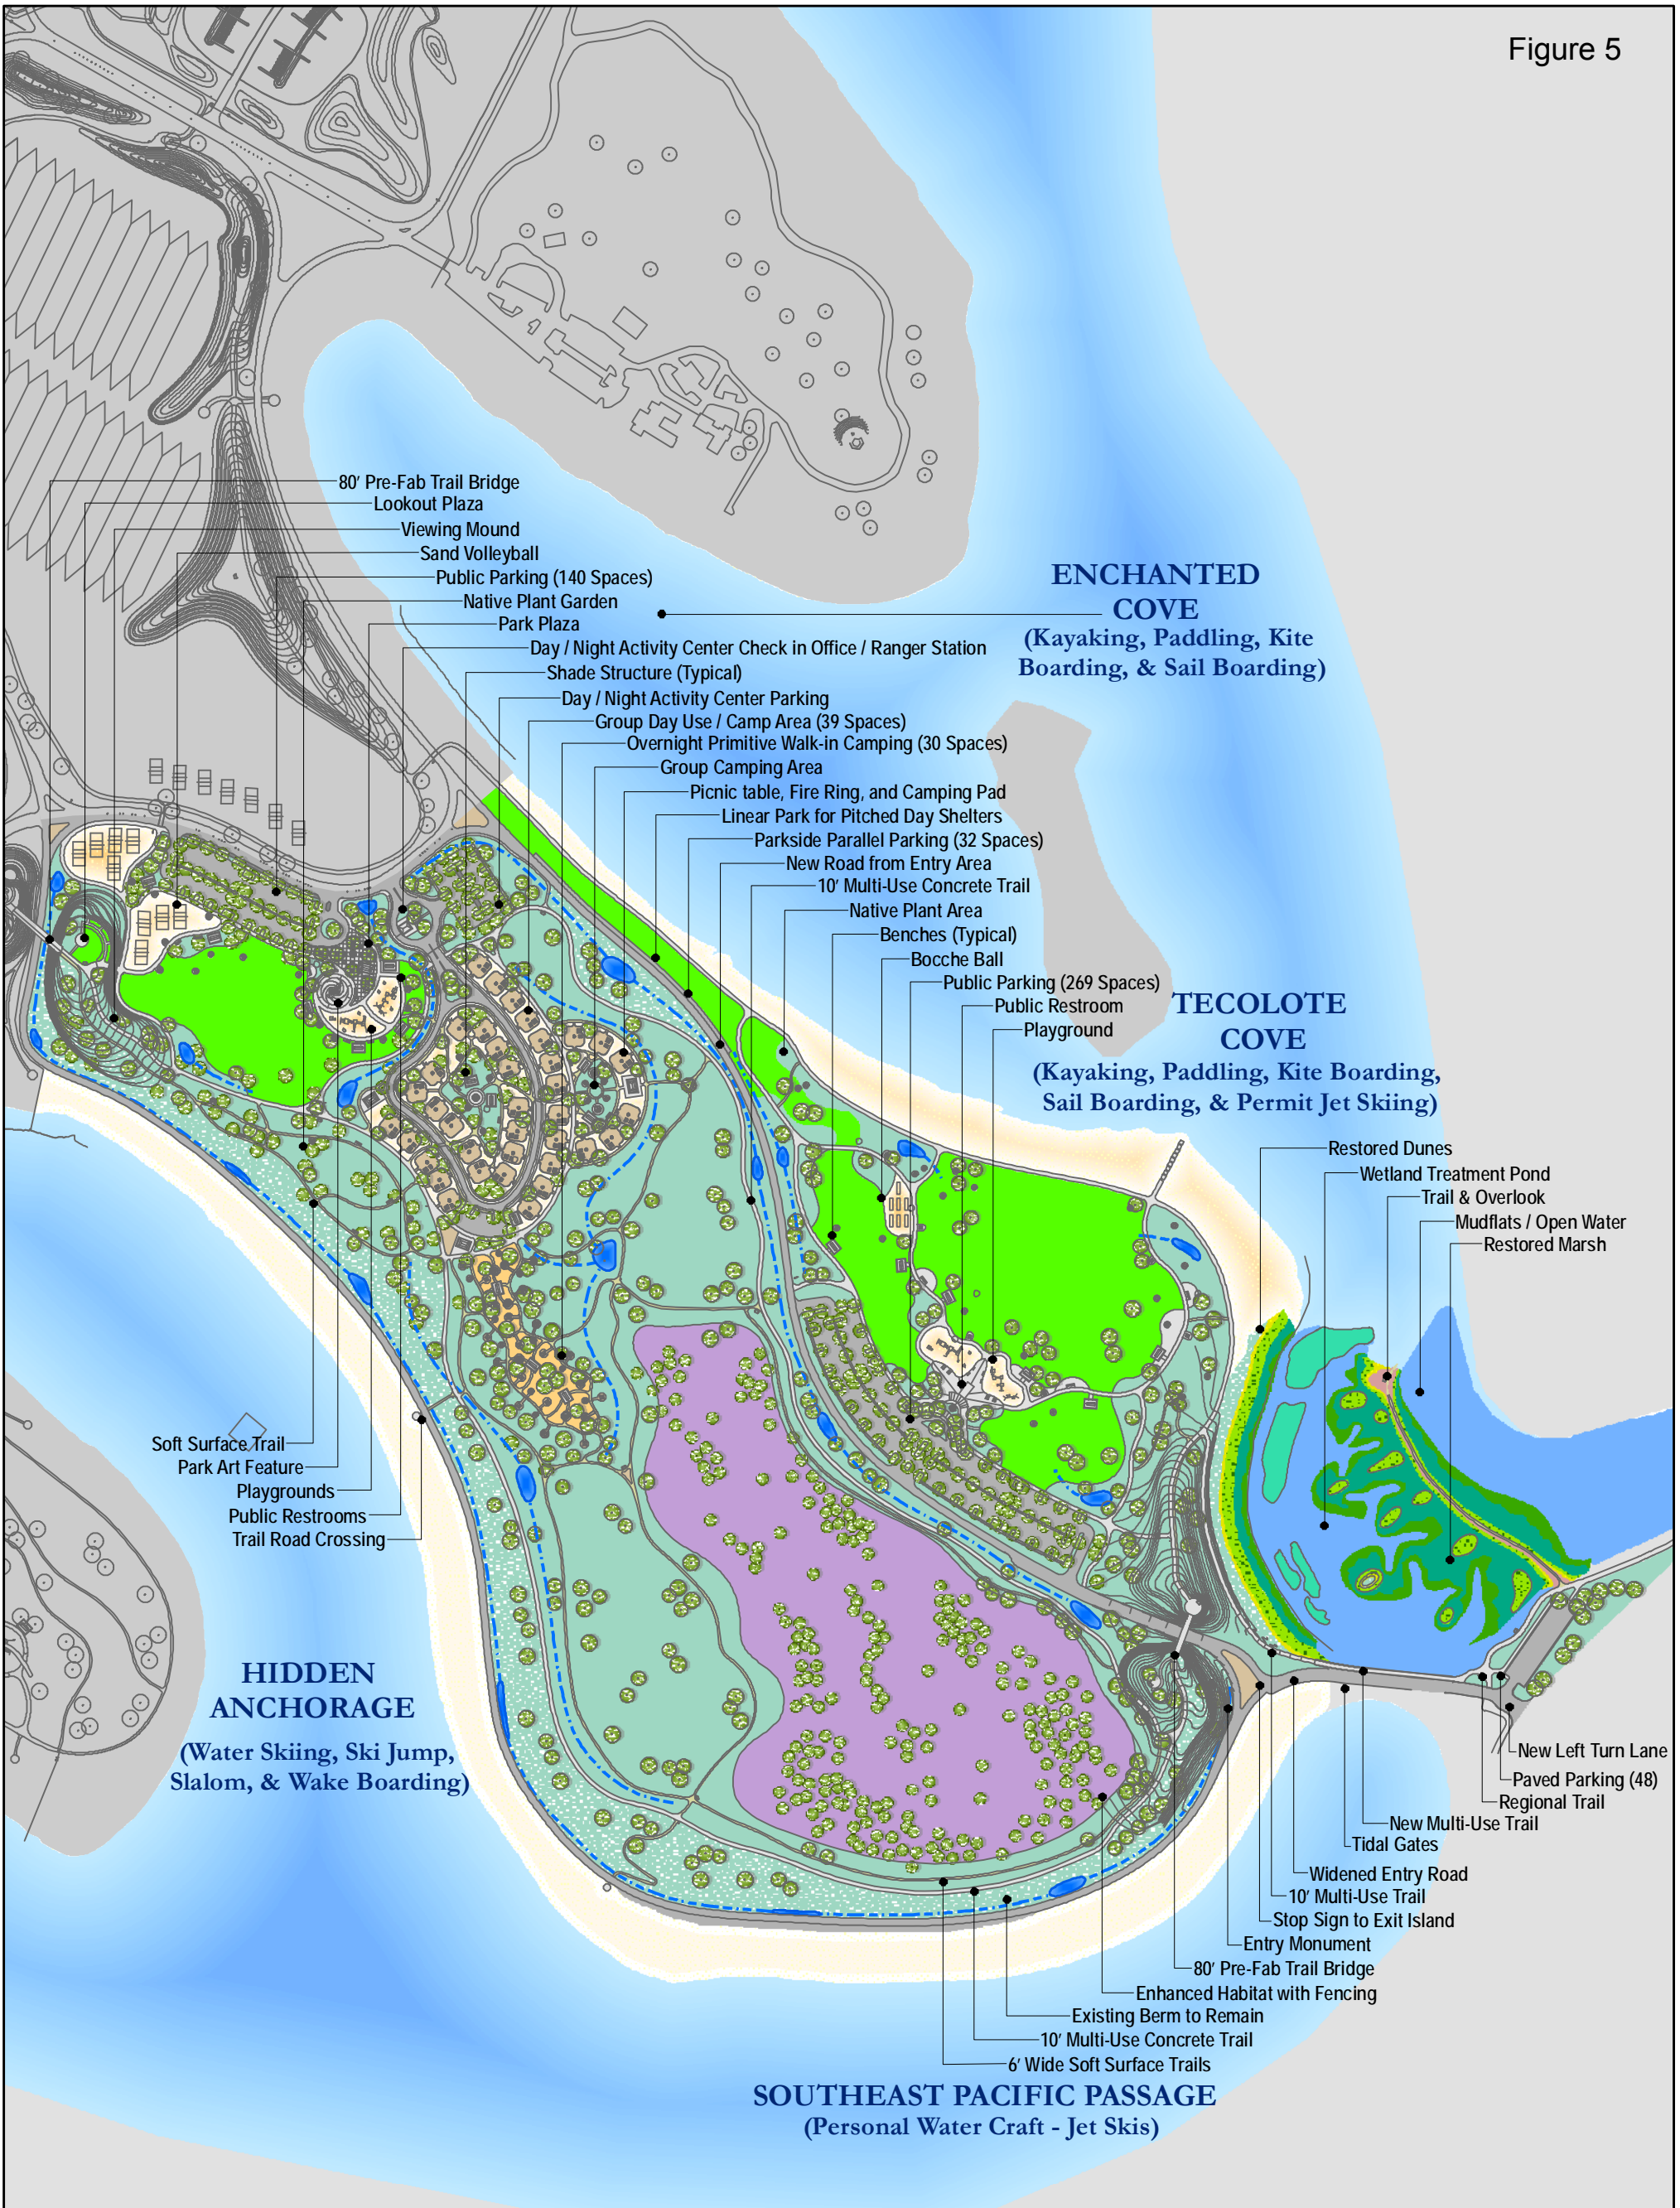 Figure 5
80' Pre-Fab Trail Bridge
Lookout Plaza
Viewing Mound
Sand Volleyball
Public Parking (140 Spaces)
Native Plant Garden
Park Plaza
Day / Night Activity Center Check in Office / Ranger Station
Shade Structure (Typical)
Day / Night Activity Center Parking
Group Day Use / Camp Area (39 Spaces)
Overnight Primitive Walk-in Camping (30 Spaces)
Group Camping Area
Picnic table, Fire Ring, and Camping Pad
Linear Park for Pitched Day Shelters
Parkside Parallel Parking (32 Spaces)
New Road from Entry Area
10' Multi-Use Concrete Trail
Native Plant Area
Benches (Typical)
Bocche Ball
Public Parking (269 Spaces)
Public Restroom
Playground
ENCHANTED
COVE
(Kayaking, Paddling, Kite
Boarding, & Sail Boarding)
TECOLOTE
COVE
(Kayaking, Paddling, Kite Boarding,
Sail Boarding, & Permit Jet Skiing)
Restored Dunes
Wetland Treatment Pond
Trail & Overlook
Mudflats / Open Water
Restored Marsh
Soft Surface Trail
Park Art Feature
Playgrounds
Public Restrooms
Trail Road Crossing
HIDDEN
ANCHORAGE
(Water Skiing, Ski Jump,
Slalom, & Wake Boarding)
New Left Turn Lane
Paved Parking (48)
Regional Trail
New Multi-Use Trail
Tidal Gates
Widened Entry Road
10' Multi-Use Trail
Stop Sign to Exit Island
Entry Monument
80' Pre-Fab Trail Bridge
Enhanced Habitat with Fencing
Existing Berm to Remain
10' Multi-Use Concrete Trail
6' Wide Soft Surface Trails
SOUTHEAST PACIFIC PASSAGE
(Personal Water Craft - Jet Skis)